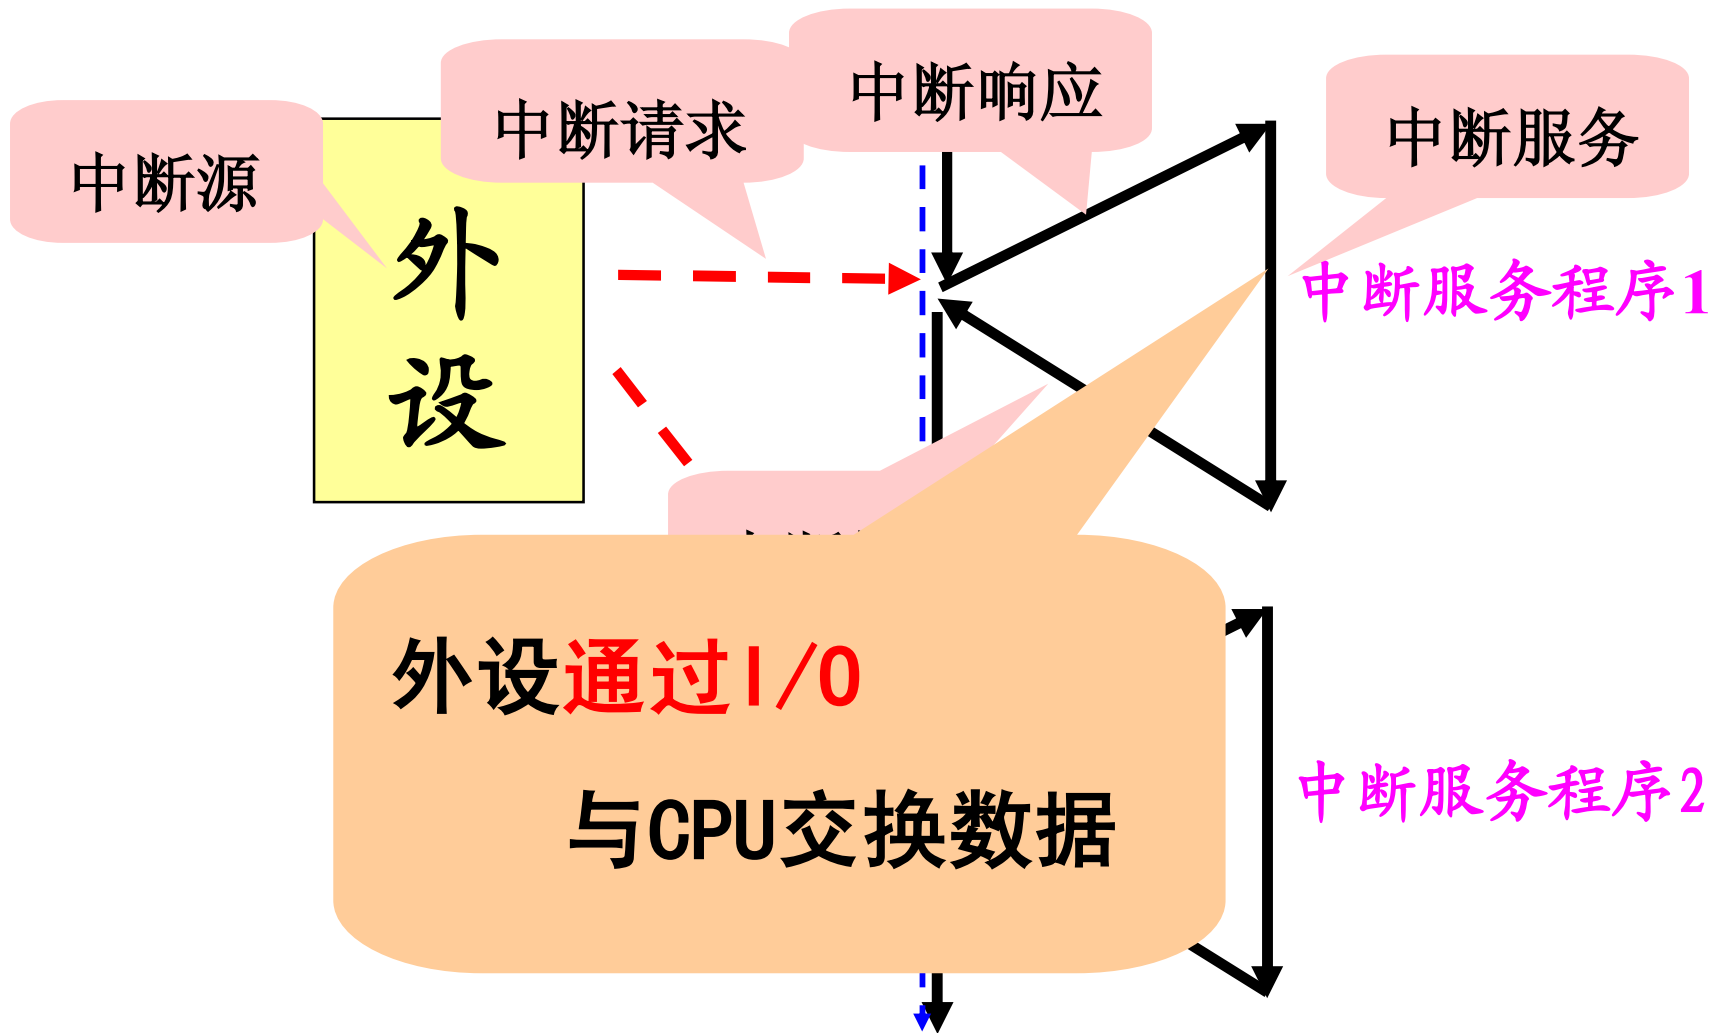 中断响应
中断请求
中断服务
中断源
外
设
中断服务程序1
外设通过I/O
与CPU交换数据
中断服务程序2